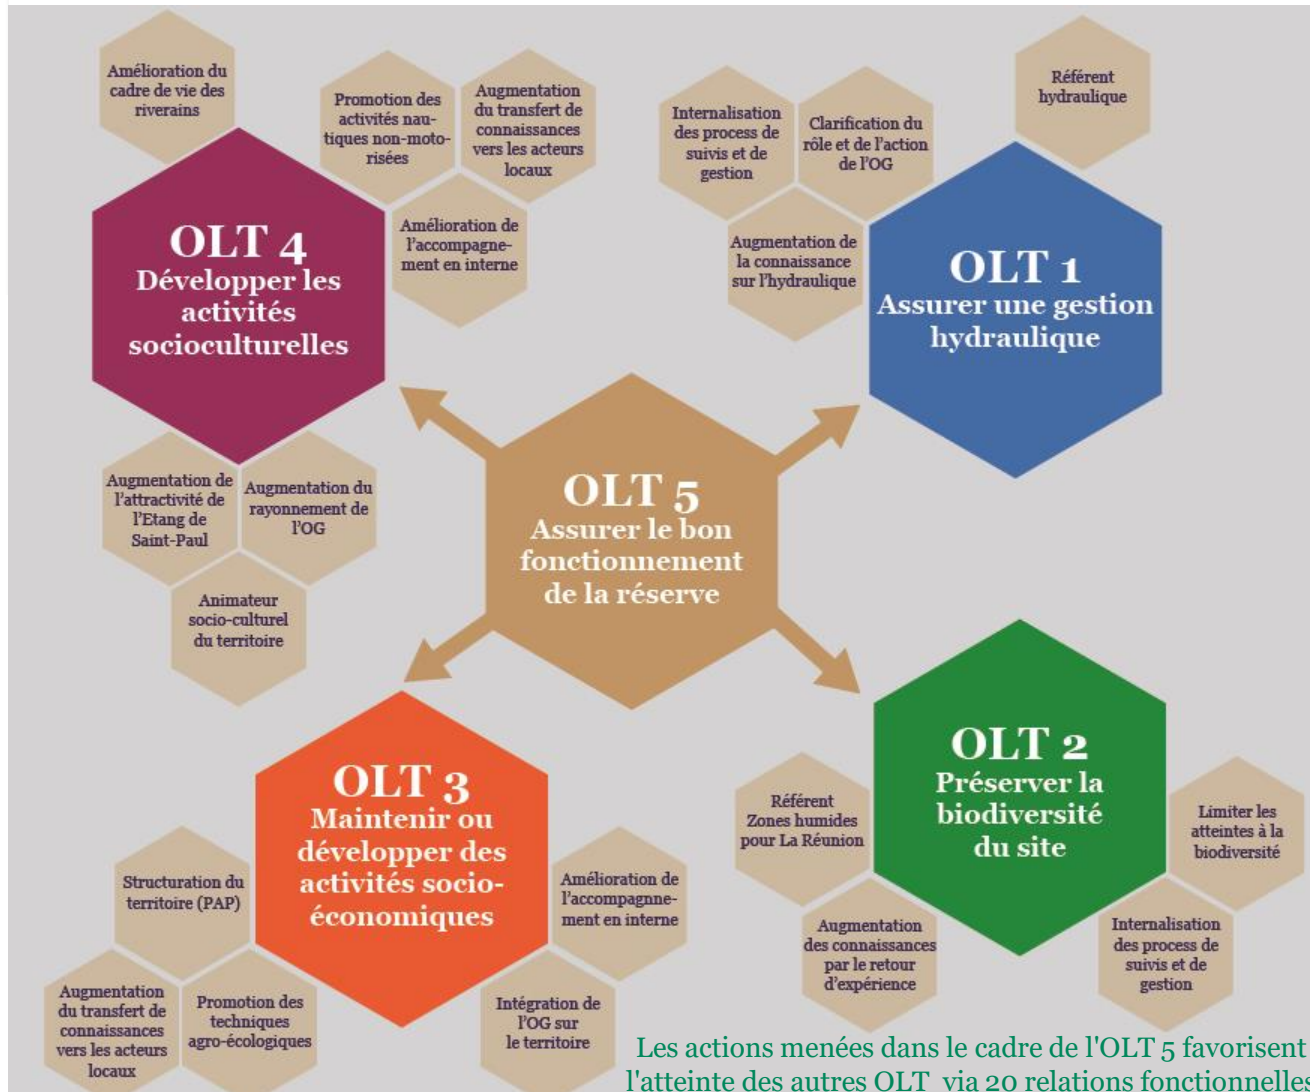 Amélioration du
cadre de vie des
riverains
Promotion des
activités nau-
tiques non-moto-
risées
Augmentation
du transfert de
connaissances
vers les acteurs
locaux
Amélioration de
l'accompagne-
ment en interne
OLT 4
Développer les
activités
socioculturelles
Augmentation de
l'attractivité de
l'Etang de
Saint-Paul
Augmentation du
rayonnement de
l'OG
Animateur
socio-culturel
du territoire
Internalisation
des process de
suivis et de
gestion
Clarification du
rôle et de l'action
de l'OG
Augmentation de
la connaissance
sur l'hydraulique
Référent
hydraulique
OLT 1
Assurer une gestion
hydraulique
OLT 5
Assurer le bon
fonctionnement
de la réserve
OLT 3
Maintenir ou
développer des
activités socio-
économiques
Structuration du
territoire (PAP)
Augmentation
du transfert de
connaissances
vers les acteurs
locaux
Promotion des
techniques
agro-écologiques
Amélioration de
l'accompagnne-
ment en interne
Intégration de
l'OG sur
le territoire
OLT 2
Préserver la
biodiversité
du site
Référent
Zones humides
pour La Réunion
Augmentation
des connaissances
par le retour
d'expérience
Limiter les
atteintes à la
biodiversité
Internalisation
des process de
suivis et de
gestion
Les actions menées dans le cadre de l'OLT 5 favorisent
l'atteinte des autres OLT via 20 relations fonctionnelles